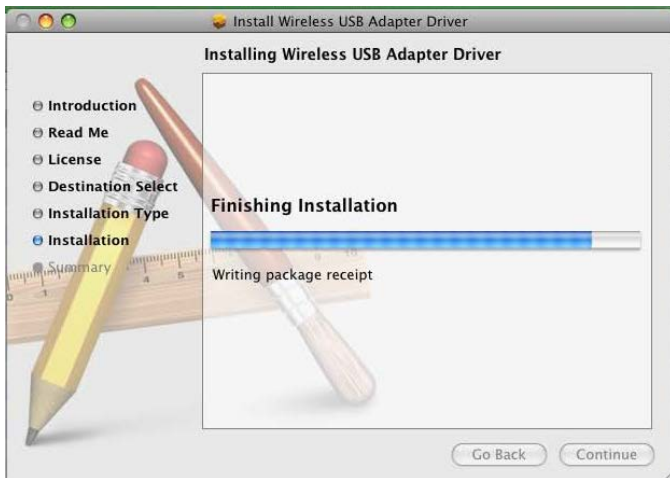 Install Wireless USB Adapter Driver
Installing Wireless USB Adapter Driver
Introduction
Read Me
License
Destination Select
Installation Type
Installation
Summary
Finishing Installation
Writing package receipt
Go Back
Continue